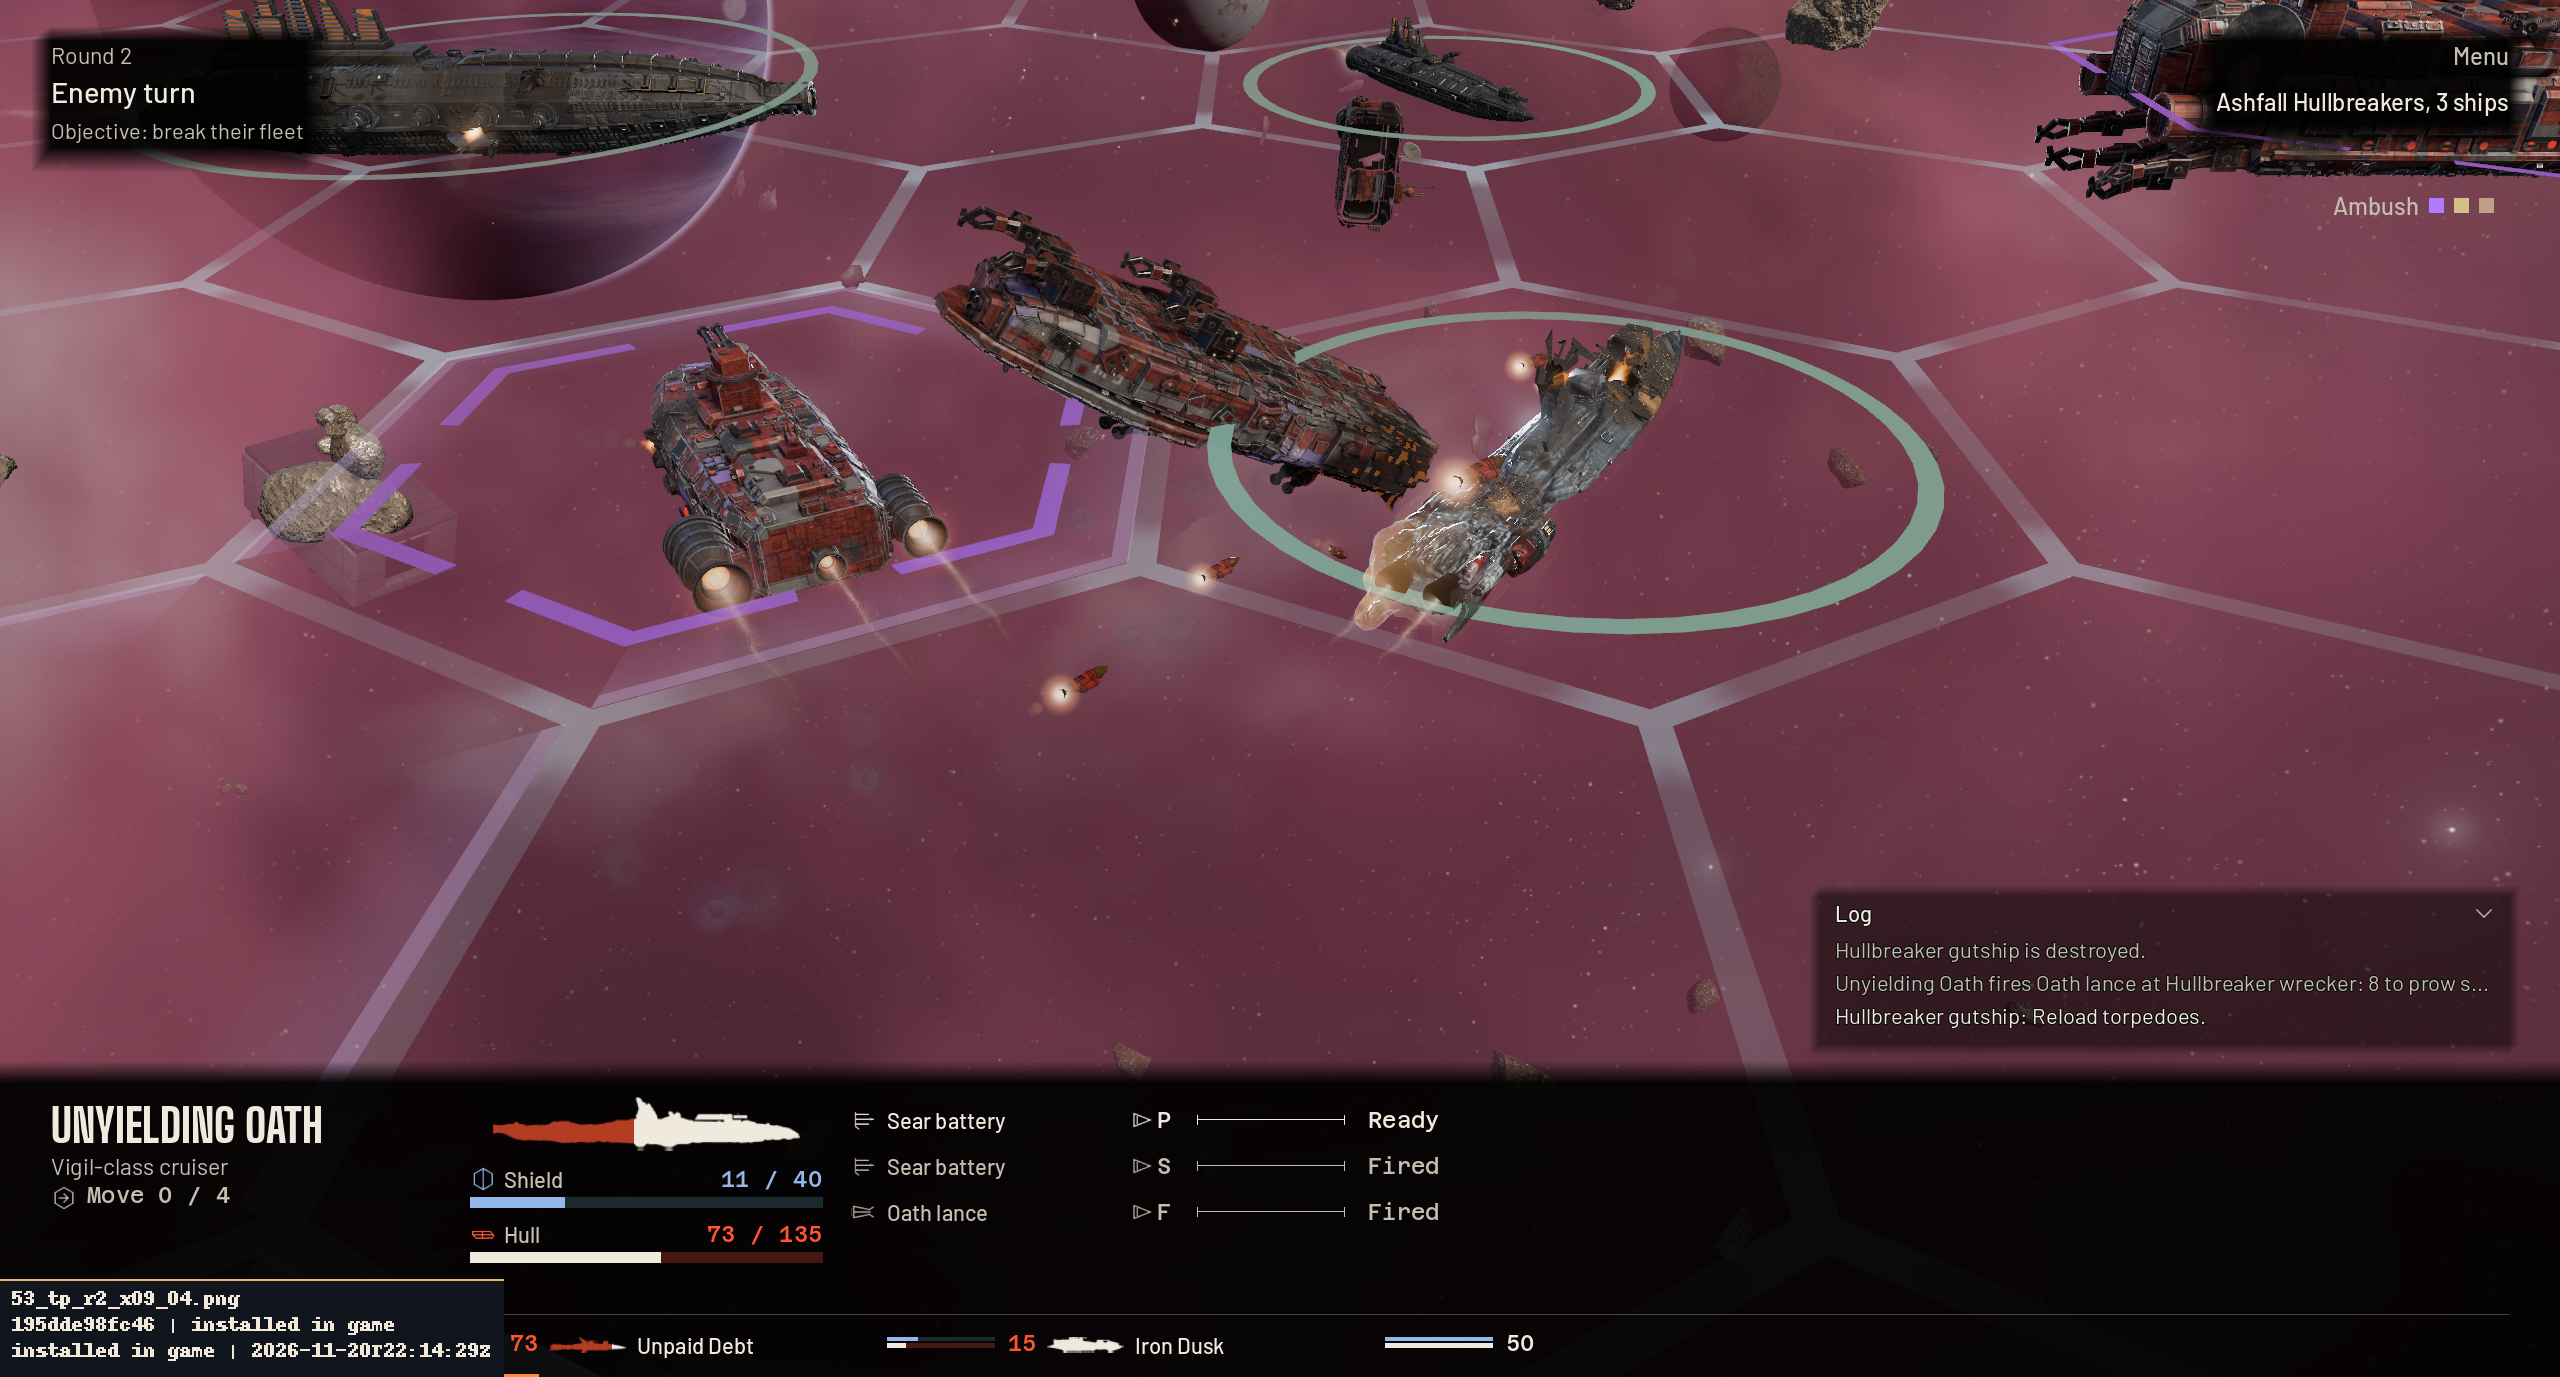 Round 2
Enemy turn
Objective: break their fleet
Menu
Ashfall Hullbreakers, 3 ships
Ambush
Log
Hullbreaker gutship is destroyed.
Unyielding Oath fires Oath lance at Hullbreaker wrecker: 8 to prow s...
Hullbreaker gutship: Reload torpedoes.
UNYIELDING OATH
Vigil-class cruiser
Move 0 / 4
Shield 11 / 40
Hull 73 / 135
Sear battery P Ready
Sear battery S Fired
Oath lance F Fired
53_tp_r2_x09_04.png
195dde98fc46 | installed in game
installed in game | 2026-11-20T22:14:29Z
73 Unpaid Debt 15 Iron Dusk 50